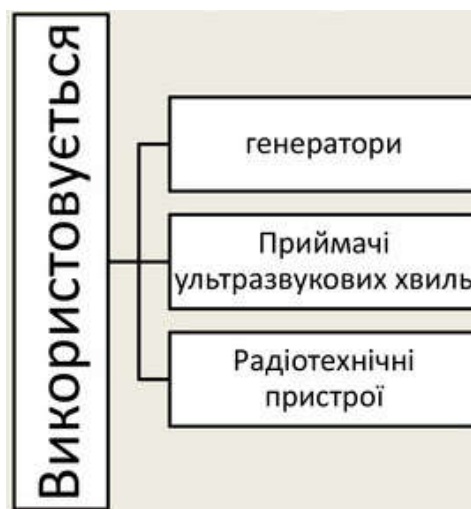 Використовується
генератори
Приймачі
ультразвукових хвиль
Радіотехнічні
пристрої